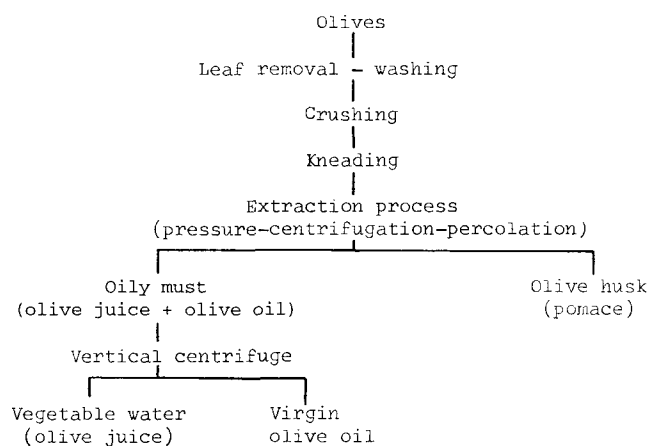 Olives
Leaf removal – washing
Crushing
Kneading
Extraction process
(pressure-centrifugation-percolation)
Oily must
(olive juice + olive oil)
Olive husk
(pomace)
Vertical centrifuge
Vegetable water
(olive juice)
Virgin
olive oil